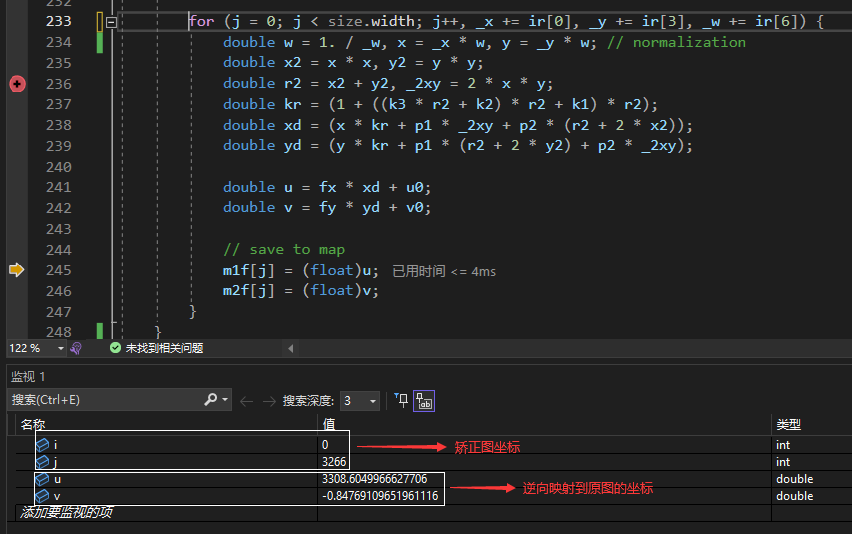 233 for (j = 0; j < size.width; j++, _x += ir[0], _y += ir[3], _w += ir[6]) {
234 double w = 1. / _w, x = _x * w, y = _y * w; // normalization
235 double x2 = x * x, y2 = y * y;
236 double r2 = x2 + y2, _2xy = 2 * x * y;
237 double kr = (1 + ((k3 * r2 + k2) * r2 + k1) * r2);
238 double xd = (x * kr + p1 * _2xy + p2 * (r2 + 2 * x2));
239 double yd = (y * kr + p1 * (r2 + 2 * y2) + p2 * _2xy);
240
241 double u = fx * xd + u0;
242 double v = fy * yd + v0;
243
244 // save to map
245 m1f[j] = (float)u; 已用时间 <= 4ms
246 m2f[j] = (float)v;
247 }
248 }
122 % 未找到相关问题
监视 1
搜索(Ctrl+E) 搜索深度: 3
名称 值 类型
i 0 矫正图坐标 int
j 3266 int
u 3308.6049966627706 逆向映射到原图的坐标 double
v -0.84769109651961116 double
添加要监视的项